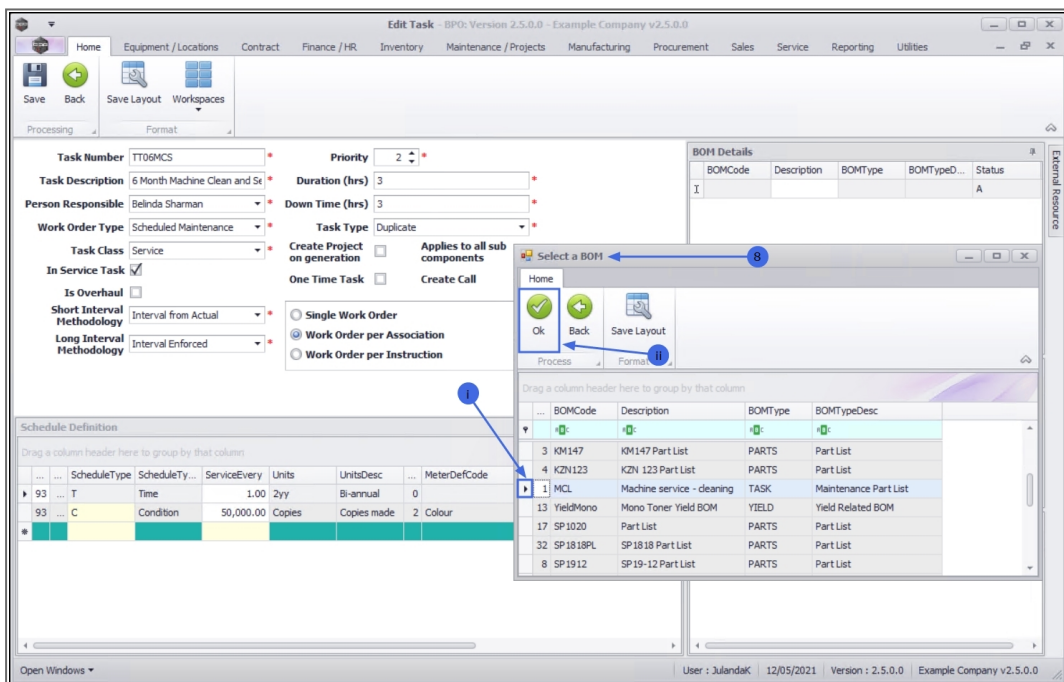 Edit Task - BPO: Version 2.5.0.0 - Example Company v2.5.0.0
Home Equipment / Locations Contract Finance / HR Inventory Maintenance / Projects Manufacturing Procurement Sales Service Reporting Utilities
Save Back Save Layout Workspaces
Processing Format
Task Number TT06MCS * Priority 2 *
Task Description 6 Month Machine Clean and Se * Duration (hrs) 3 *
Person Responsible Belinda Sharman * Down Time (hrs) 3 *
Work Order Type Scheduled Maintenance * Task Type Duplicate *
Task Class Service * Create Project on generation Applies to all sub components
In Service Task One Time Task Create Call
Is Overhaul
Short Interval Methodology Interval from Actual * Single Work Order
Long Interval Methodology Interval Enforced * Work Order per Association
Work Order per Instruction
BOM Details
BOMCode Description BOMType BOMTypeD... Status
A
External Resource
Select a BOM 8
Home
Ok Back Save Layout
Process Format ii
i
Drag a column header here to group by that column
... BOMCode Description BOMType BOMTypeDesc
3 KM147 KM147 Part List PARTS Part List
4 KZN123 KZN 123 Part List PARTS Part List
1 MCL Machine service - cleaning TASK Maintenance Part List
13 YieldMono Mono Toner Yield BOM YIELD Yield Related BOM
17 SP1020 Part List PARTS Part List
32 SP1818PL SP1818 Part List PARTS Part List
8 SP1912 SP19-12 Part List PARTS Part List
Schedule Definition
Drag a column header here to group by that column
... ... ScheduleType ScheduleTy... ServiceEvery Units UnitsDesc ... MeterDefCode
93 ... T Time 1.00 2yy Bi-annual 0
93 ... C Condition 50,000.00 Copies Copies made 2 Colour
Open Windows User : JulandaK 12/05/2021 Version : 2.5.0.0 Example Company v2.5.0.0